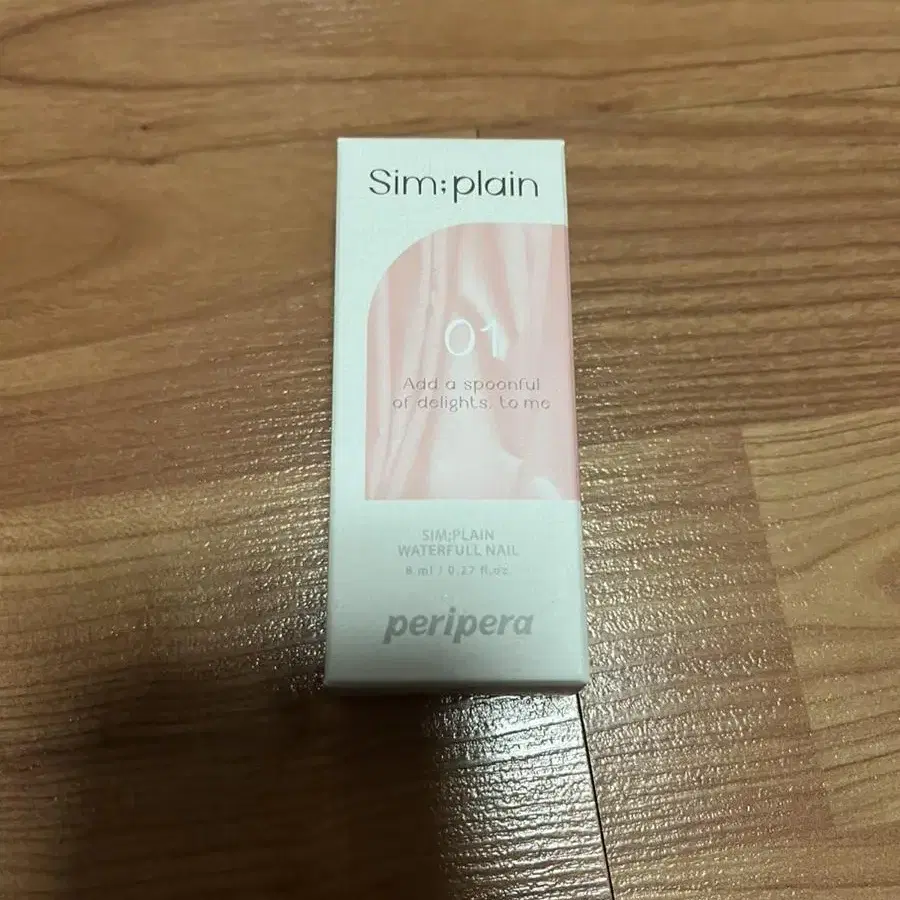 Sim;plain
01
Add a spoonful
of delights, to me
SIM;PLAIN
WATERFULL NAIL
8 ml / 0.27 fl.oz.
peripera